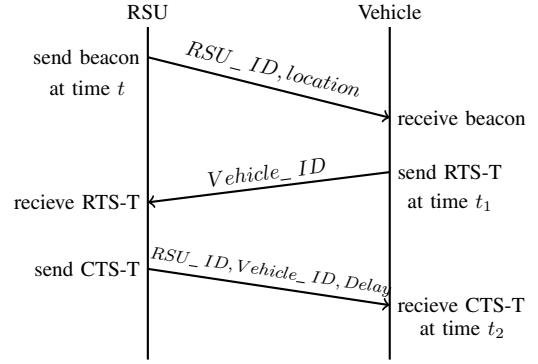 RSU
Vehicle
send beacon
at time t
RSU_ ID, location
receive beacon
Vehicle_ ID
send RTS-T
at time t₁
recieve RTS-T
send CTS-T
RSU_ ID, Vehicle_ ID, Delay
recieve CTS-T
at time t₂